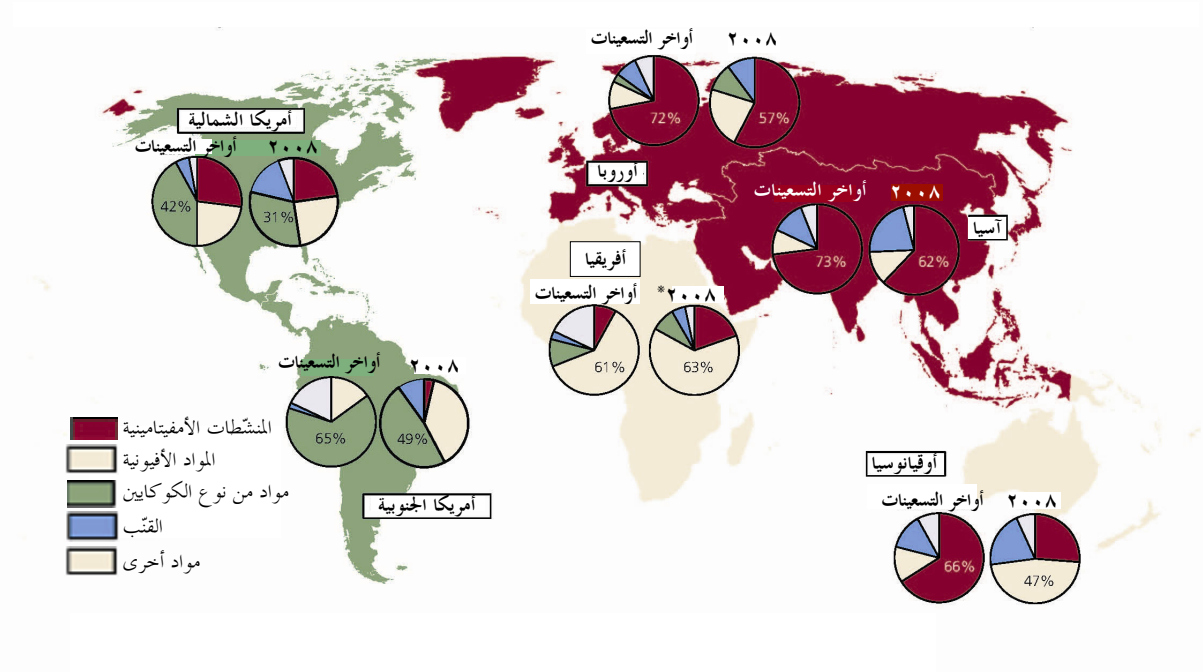 أواخر التسعينات ٢٠٠٨
72% 57%
أمريكا الشمالية
أواخر التسعينات ٢٠٠٨
42% 31%
أوروبا
أواخر التسعينات ٢٠٠٨
آسيا
73% 62%
أفريقيا
أواخر التسعينات ٢٠٠٨*
61% 63%
أواخر التسعينات ٢٠٠٨
65% 49%
أمريكا الجنوبية
المنشّطات الأمفيتامينية
المواد الأفيونية
مواد من نوع الكوكايين
القنّب
مواد أخرى
أوقيانوسيا
أواخر التسعينات ٢٠٠٨
66% 47%